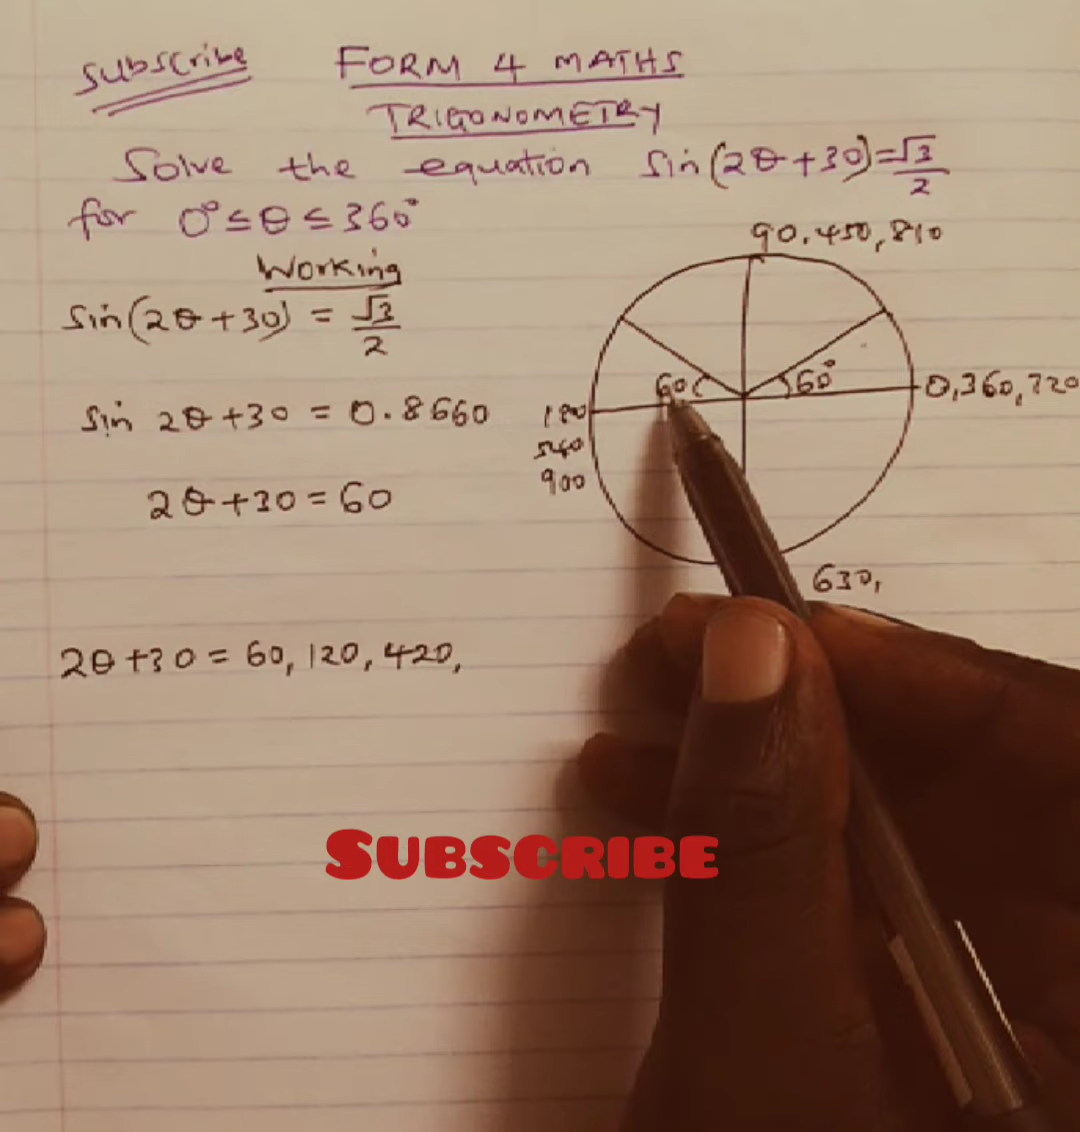 Subscribe FORM 4 MATHS
TRIGONOMETRY
Solve the equation Sin(2θ+30)=√3/2
for 0°≤θ≤360°
Working
90,450,810
Sin(2θ+30) = √3/2
60 60° 0,360,720
Sin 2θ+30 = 0.8660
180
540
900
2θ+30 = 60
630,
2θ+30 = 60, 120, 420,
SUBSCRIBE